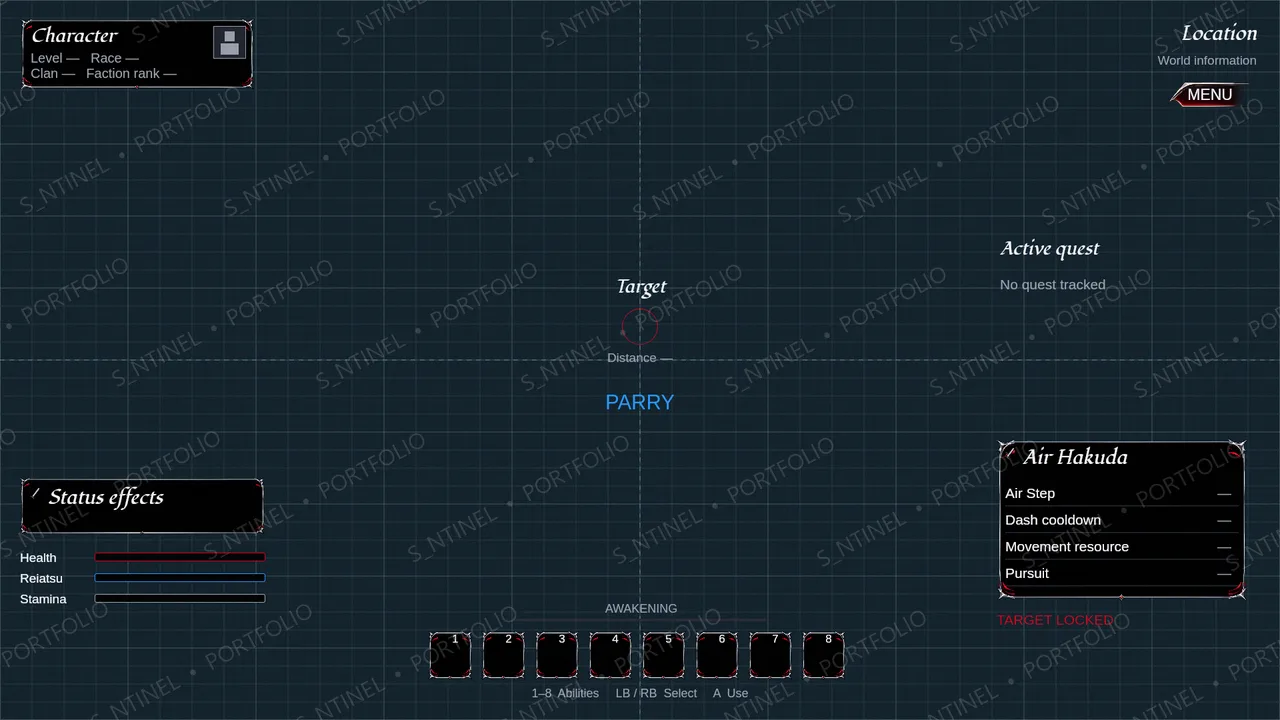 Character
Level —   Race —
Clan —   Faction rank —
Location
World information
MENU
Active quest
No quest tracked
Target
Distance —
PARRY
Status effects
Health
Reiatsu
Stamina
Air Hakuda
Air Step —
Dash cooldown —
Movement resource —
Pursuit —
TARGET LOCKED
AWAKENING
1 2 3 4 5 6 7 8
1–8 Abilities   LB / RB Select   A Use
S_NTINEL • PORTFOLIO